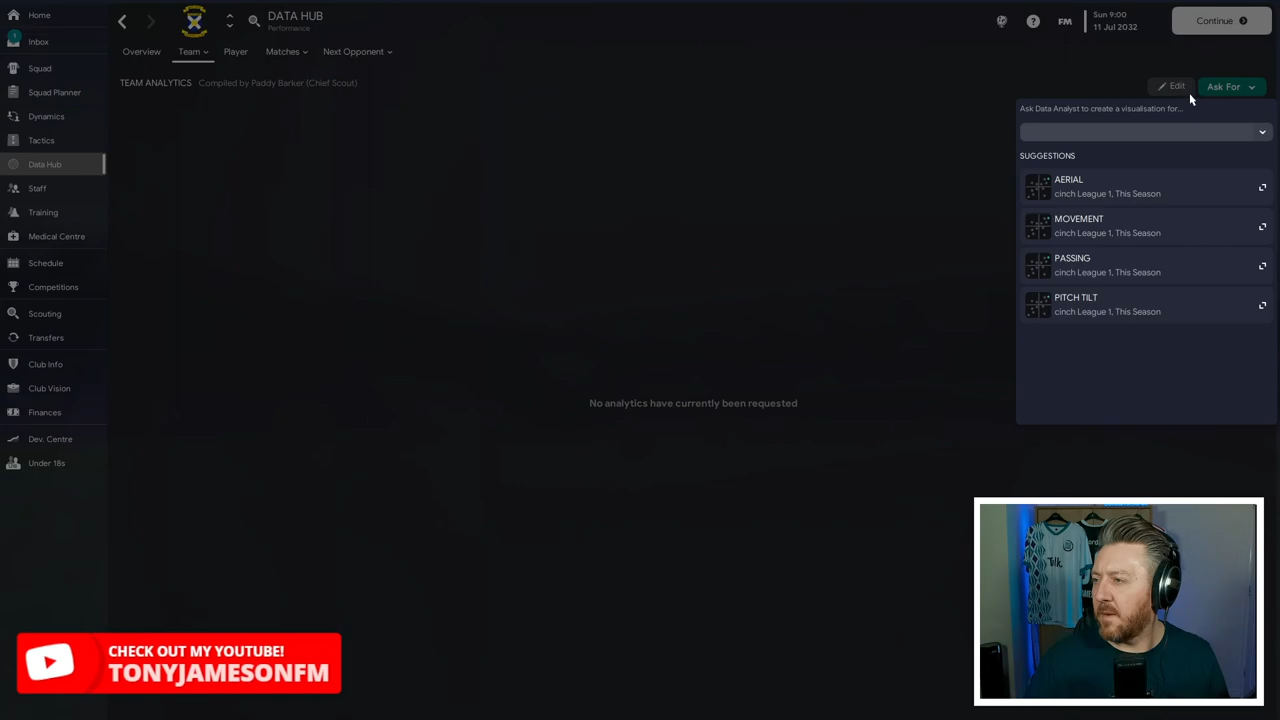 DATA HUB
Performance
FM
Sun 9:00
11 Jul 2032
Continue
Home
Inbox
Squad
Squad Planner
Dynamics
Tactics
Data Hub
Staff
Training
Medical Centre
Schedule
Competitions
Scouting
Transfers
Club Info
Club Vision
Finances
Dev. Centre
Under 18s
Overview
Team
Player
Matches
Next Opponent
TEAM ANALYTICS Compiled by Paddy Barker (Chief Scout)
Edit
Ask For
Ask Data Analyst to create a visualisation for...
SUGGESTIONS
AERIAL
cinch League 1, This Season
MOVEMENT
cinch League 1, This Season
PASSING
cinch League 1, This Season
PITCH TILT
cinch League 1, This Season
No analytics have currently been requested
Tilk.
CHECK OUT MY YOUTUBE!
TONYJAMESONFM